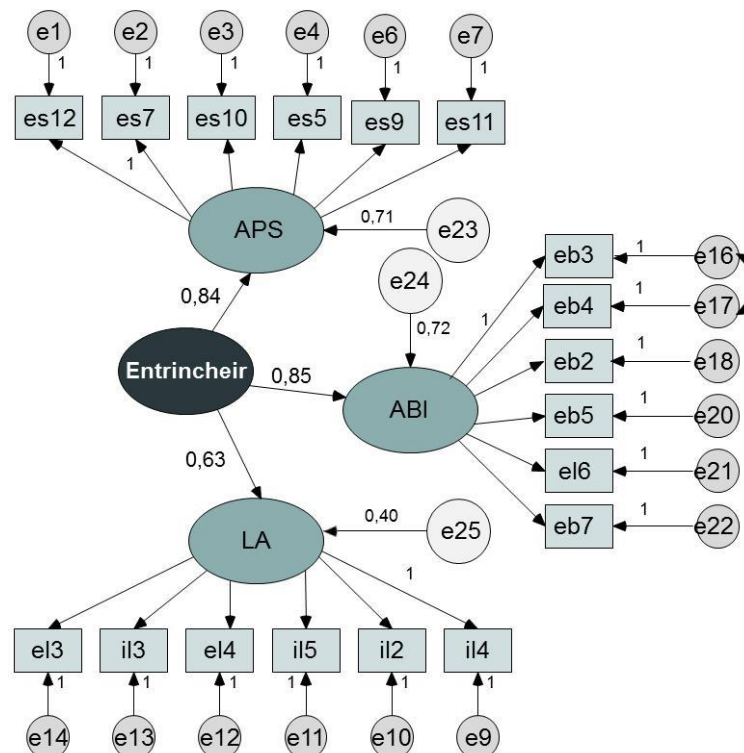 e1 e2 e3 e4 e6 e7
1 1 1 1 1 1
es12 es7 es10 es5 es9 es11
1
APS 0,71 e23
e24
0,84
0,72
Entrincheir 0,85 ABI
1
eb3 1 e16
eb4 1 e17
eb2 1 e18
eb5 1 e20
el6 1 e21
eb7 1 e22
0,63
LA 0,40 e25
1
el3 il3 el4 il5 il2 il4
1 1 1 1 1 1
e14 e13 e12 e11 e10 e9